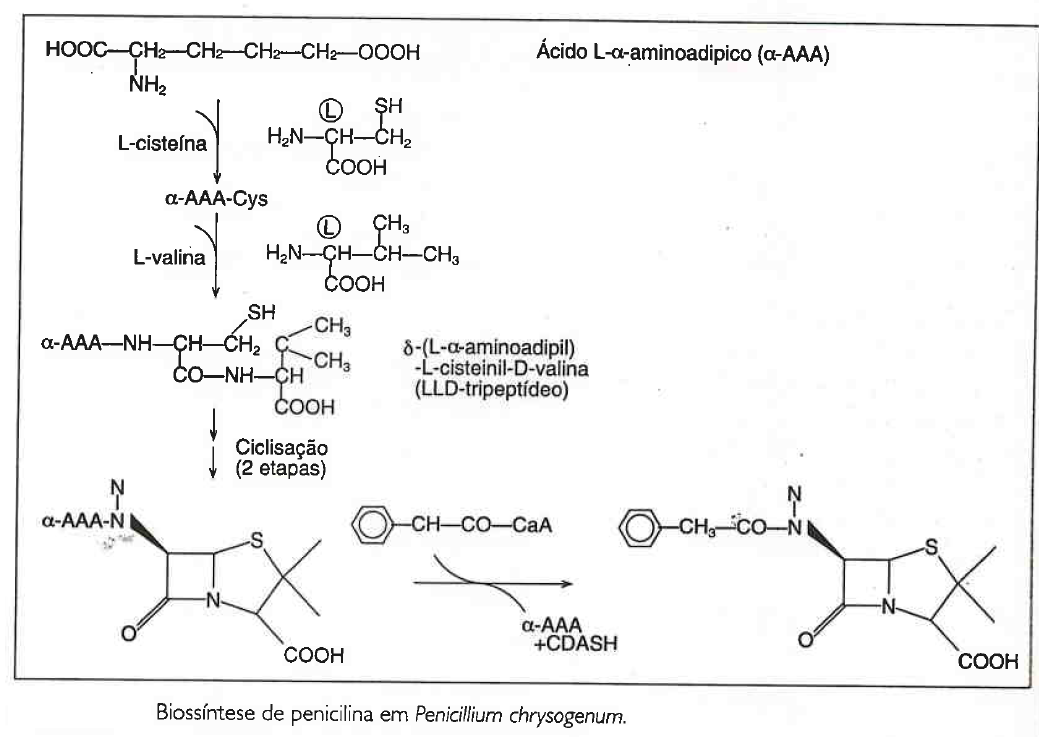 HOOC—CH—CH₂—CH₂—CH₂—OOOH
NH₂
Ácido L-α-aminoadipico (α-AAA)
L-cisteína
Ⓛ SH
H₂N—CH—CH₂
COOH
α-AAA-Cys
L-valina
Ⓛ CH₃
H₂N—CH—CH—CH₃
COOH
SH
α-AAA—NH—CH—CH₂ C CH₃
CH₃
CO—NH—CH
COOH
δ-(L-α-aminoadipil)
-L-cisteinil-D-valina
(LLD-tripeptídeo)
Ciclisação
(2 etapas)
N
α-AAA-N
S
N
O
COOH
CH—CO—CaA
α-AAA
+CDASH
N
CH₃—CO—N
S
N
O
COOH
Biossíntese de penicilina em Penicillium chrysogenum.